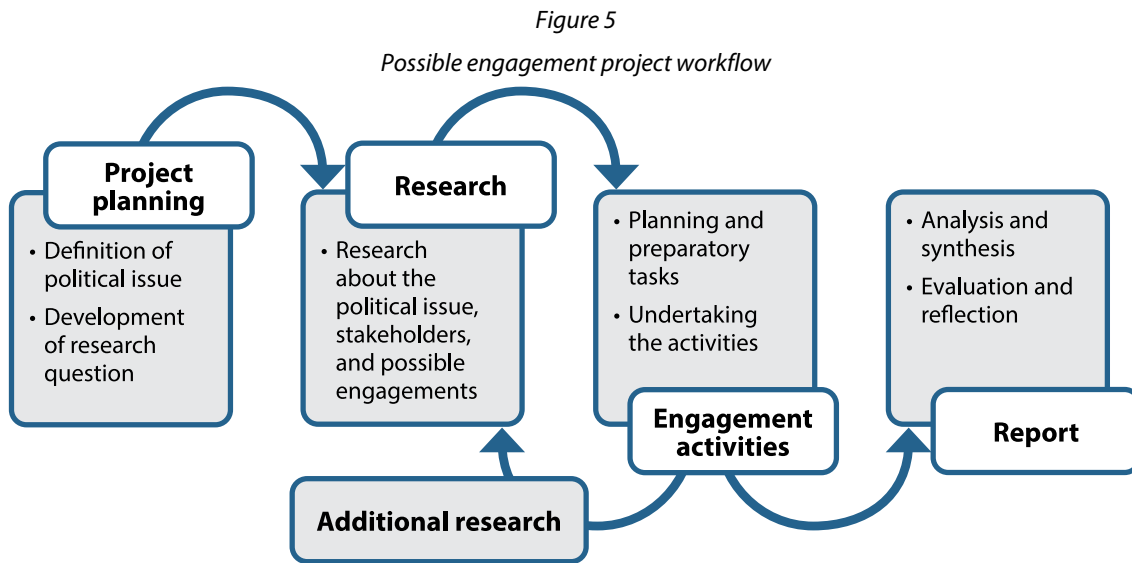 Figure 5
Possible engagement project workflow
Project
planning
• Definition of
political issue
• Development
of research
question
Research
• Research
about the
political issue,
stakeholders,
and possible
engagements
• Planning and
preparatory
tasks
• Undertaking
the activities
Engagement
activities
• Analysis and
synthesis
• Evaluation and
reflection
Report
Additional research